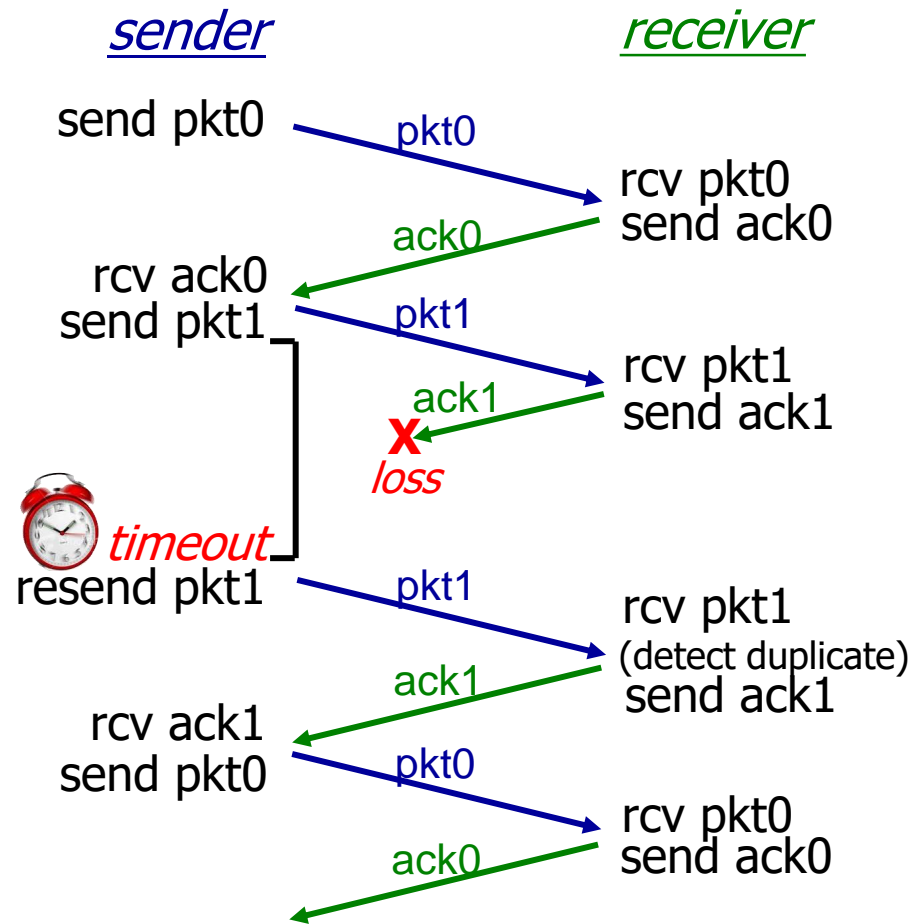 sender
receiver
send pkt0
pkt0
rcv pkt0
send ack0
ack0
rcv ack0
send pkt1
pkt1
rcv pkt1
send ack1
ack1
X
loss
timeout
resend pkt1
pkt1
rcv pkt1
(detect duplicate)
send ack1
ack1
rcv ack1
send pkt0
pkt0
rcv pkt0
send ack0
ack0